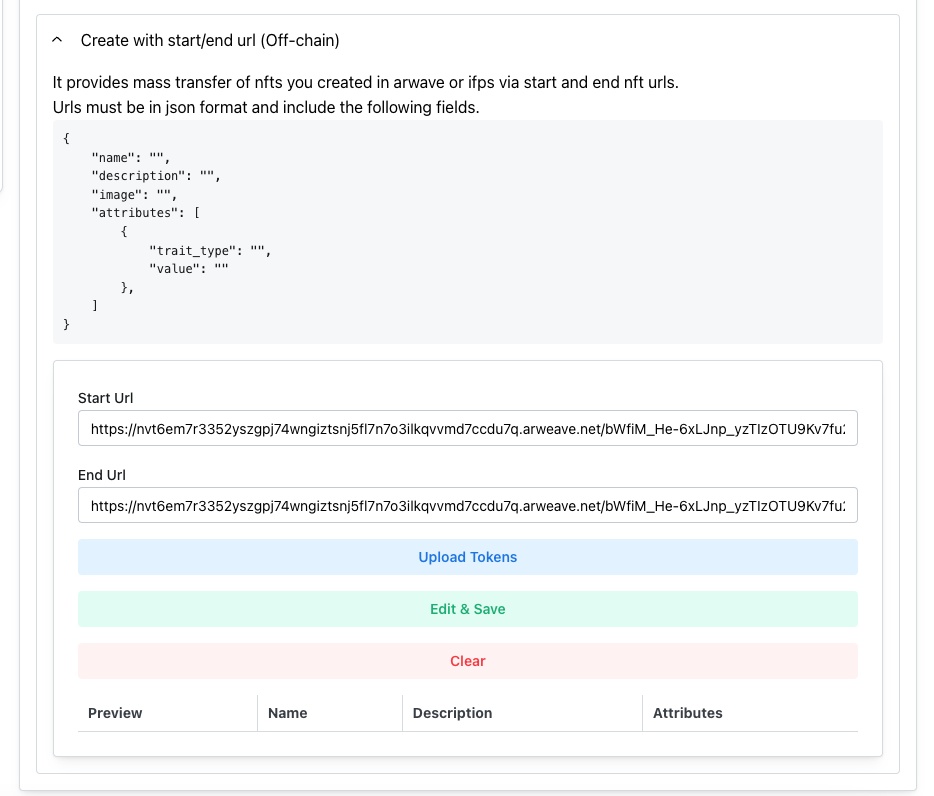 Create with start/end url (Off-chain)
It provides mass transfer of nfts you created in arwave or ifps via start and end nft urls.
Urls must be in json format and include the following fields.
{
    "name": "",
    "description": "",
    "image": "",
    "attributes": [
        {
            "trait_type": "",
            "value": ""
        },
    ]
}
Start Url
https://nvt6em7r3352yszgpj74wngiztsnj5fl7n7o3ilkqvvmd7ccdu7q.arweave.net/bWfiM_He-6xLJnp_yzTIzOTU9Kv7fu
End Url
https://nvt6em7r3352yszgpj74wngiztsnj5fl7n7o3ilkqvvmd7ccdu7q.arweave.net/bWfiM_He-6xLJnp_yzTIzOTU9Kv7fu
Upload Tokens
Edit & Save
Clear
Preview Name Description Attributes